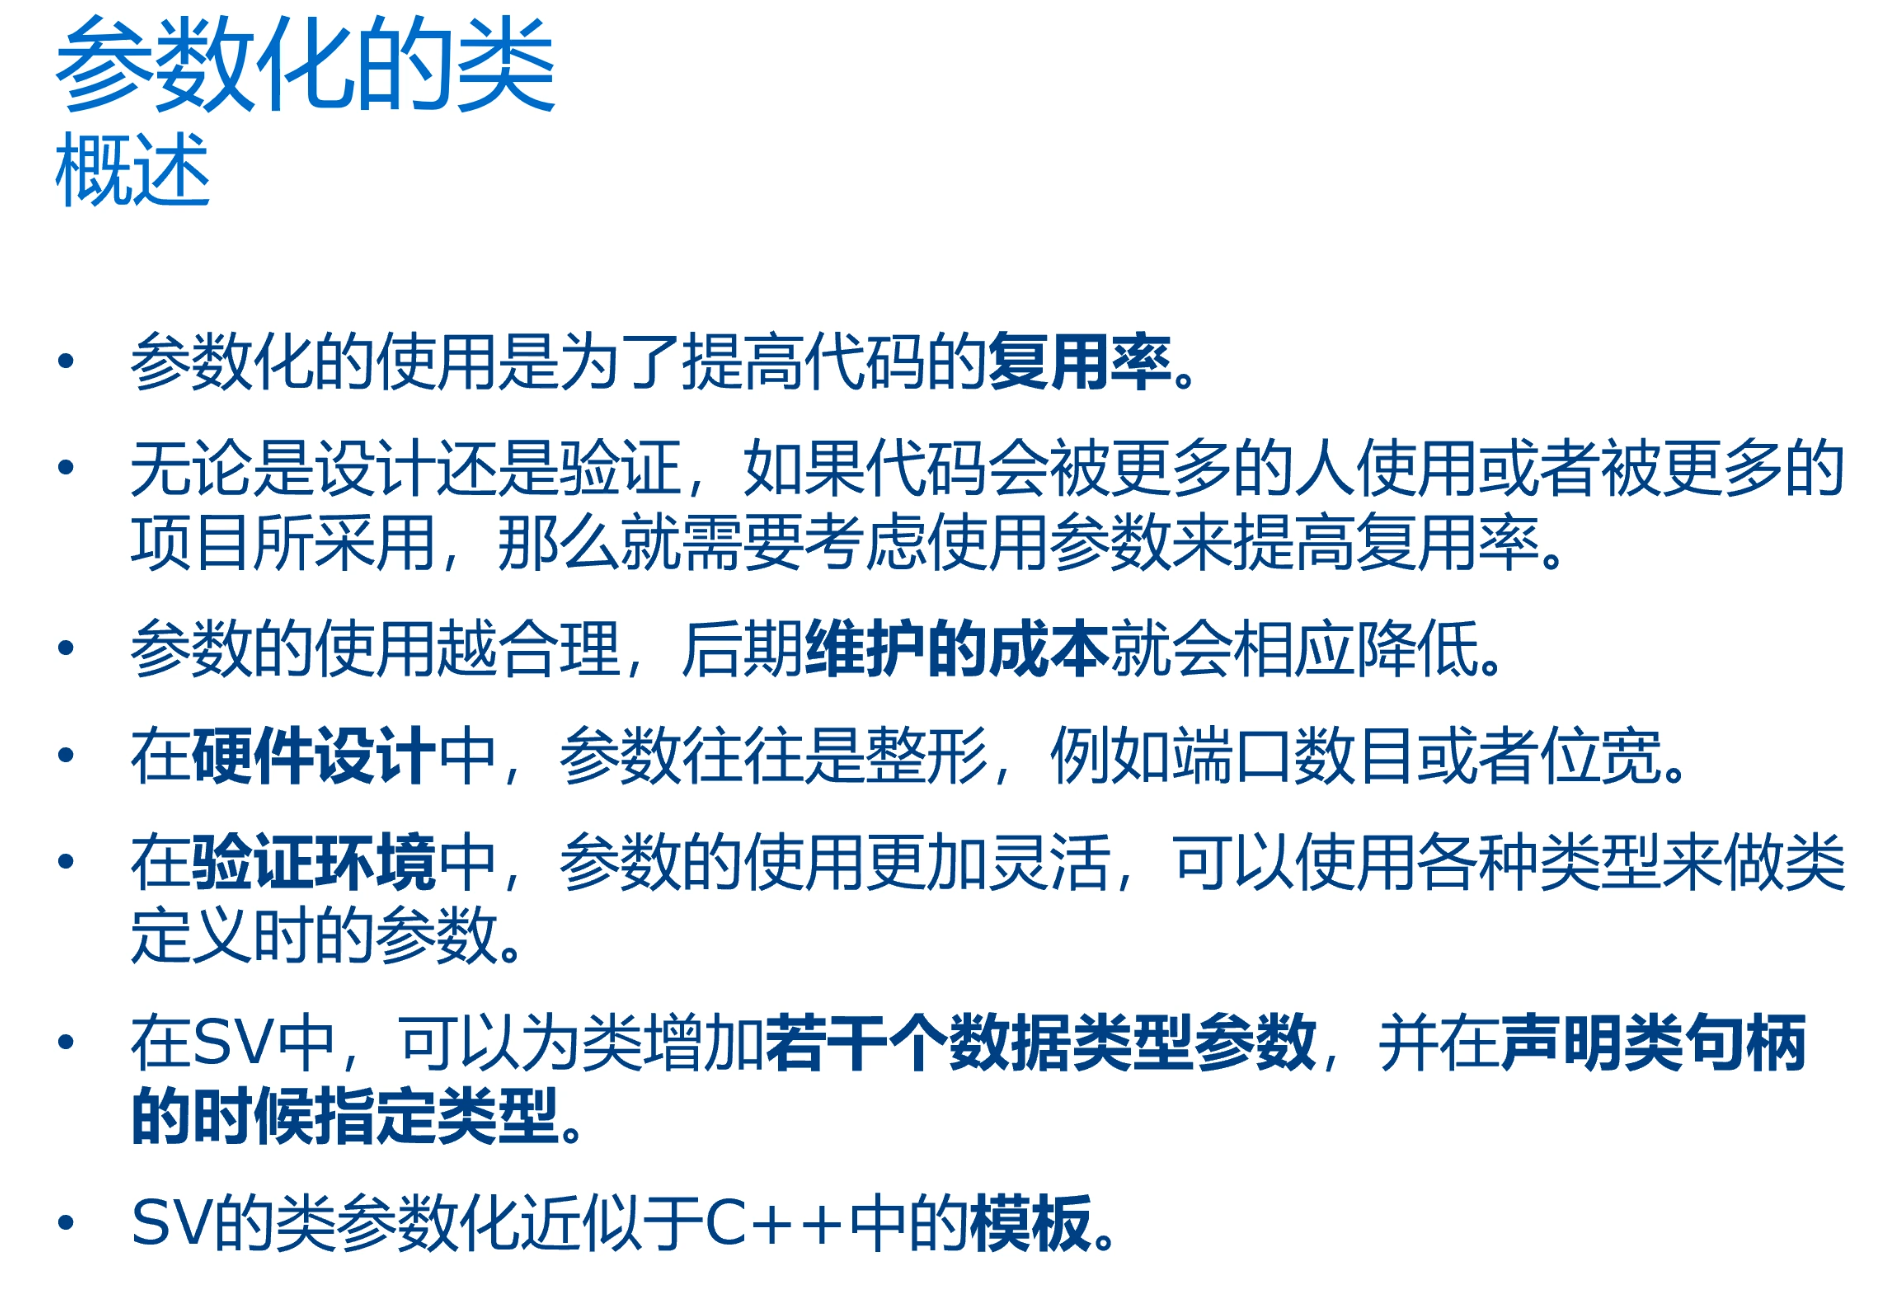 参数化的类
概述
• 参数化的使用是为了提高代码的复用率。
• 无论是设计还是验证，如果代码会被更多的人使用或者被更多的
项目所采用，那么就需要考虑使用参数来提高复用率。
• 参数的使用越合理，后期维护的成本就会相应降低。
• 在硬件设计中，参数往往是整形，例如端口数目或者位宽。
• 在验证环境中，参数的使用更加灵活，可以使用各种类型来做类
定义时的参数。
• 在SV中，可以为类增加若干个数据类型参数，并在声明类句柄
的时候指定类型。
• SV的类参数化近似于C++中的模板。